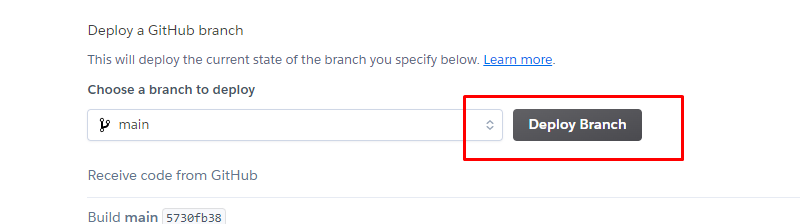 Deploy a GitHub branch
This will deploy the current state of the branch you specify below. Learn more.
Choose a branch to deploy
main
Deploy Branch
Receive code from GitHub
Build main 5730fb38